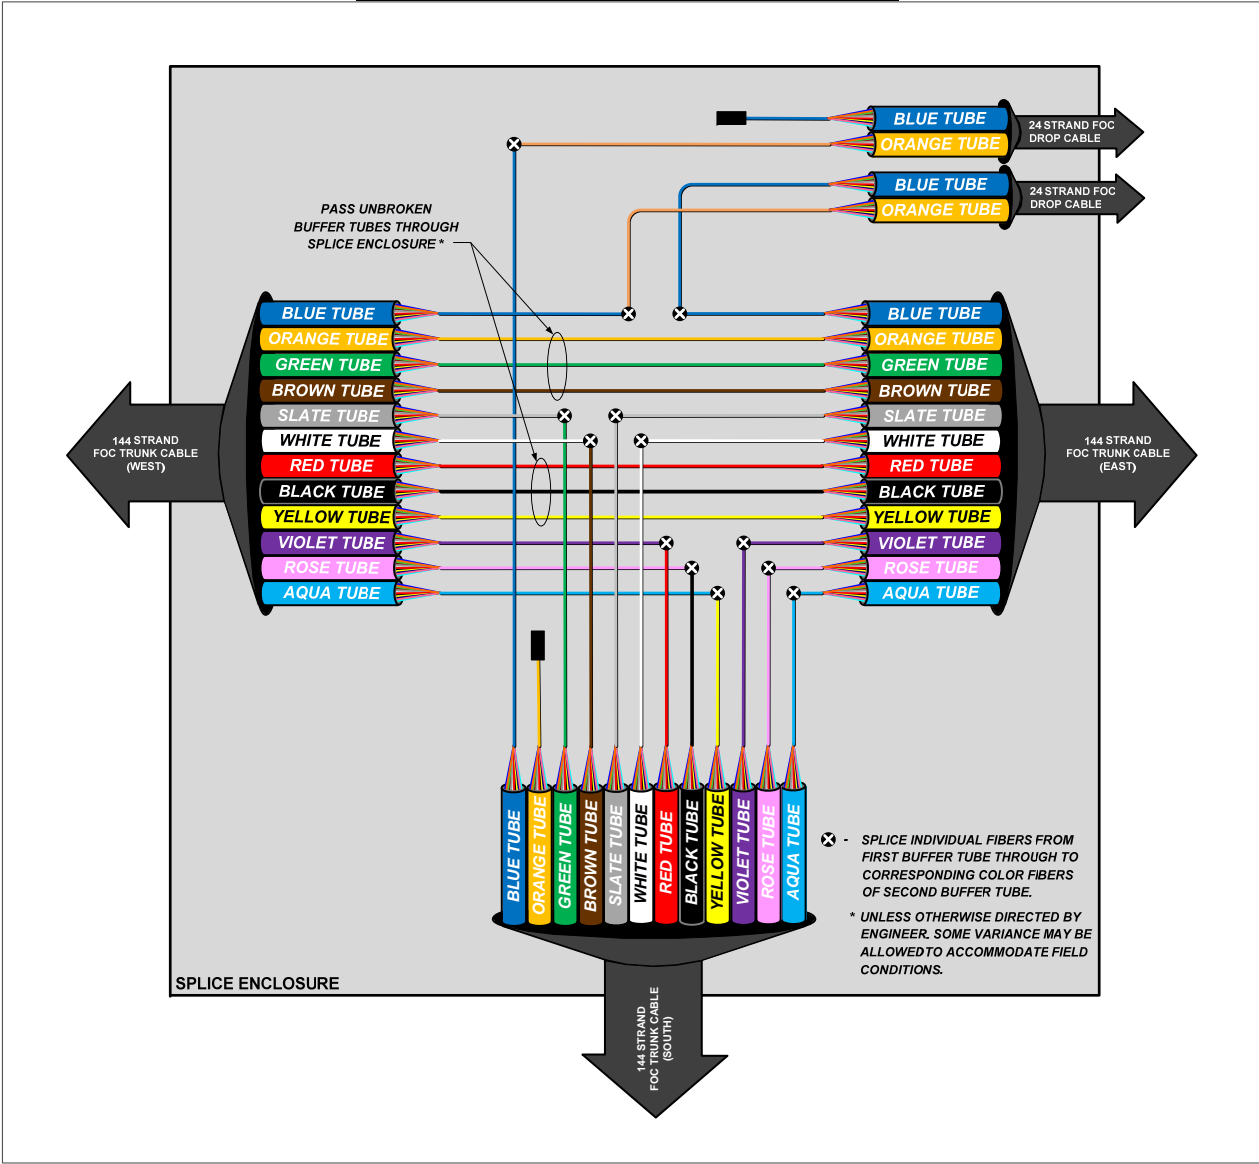 BLUE TUBE
ORANGE TUBE
24 STRAND FOC
DROP CABLE
BLUE TUBE
ORANGE TUBE
24 STRAND FOC
DROP CABLE
PASS UNBROKEN
BUFFER TUBES THROUGH
SPLICE ENCLOSURE *
BLUE TUBE
ORANGE TUBE
GREEN TUBE
BROWN TUBE
SLATE TUBE
WHITE TUBE
RED TUBE
BLACK TUBE
YELLOW TUBE
VIOLET TUBE
ROSE TUBE
AQUA TUBE
144 STRAND
FOC TRUNK CABLE
(WEST)
BLUE TUBE
ORANGE TUBE
GREEN TUBE
BROWN TUBE
SLATE TUBE
WHITE TUBE
RED TUBE
BLACK TUBE
YELLOW TUBE
VIOLET TUBE
ROSE TUBE
AQUA TUBE
144 STRAND
FOC TRUNK CABLE
(EAST)
BLUE TUBE
ORANGE TUBE
GREEN TUBE
BROWN TUBE
SLATE TUBE
WHITE TUBE
RED TUBE
BLACK TUBE
YELLOW TUBE
VIOLET TUBE
ROSE TUBE
AQUA TUBE
- SPLICE INDIVIDUAL FIBERS FROM
FIRST BUFFER TUBE THROUGH TO
CORRESPONDING COLOR FIBERS
OF SECOND BUFFER TUBE.
* UNLESS OTHERWISE DIRECTED BY
ENGINEER. SOME VARIANCE MAY BE
ALLOWED TO ACCOMMODATE FIELD
CONDITIONS.
SPLICE ENCLOSURE
144 STRAND
FOC TRUNK CABLE
(SOUTH)